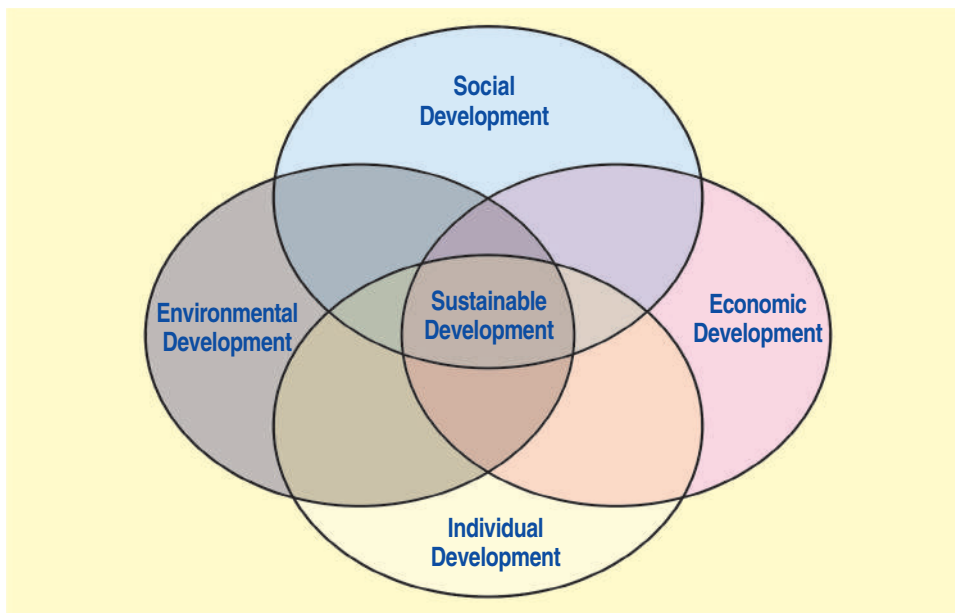 Social
Development
Environmental
Development
Sustainable
Development
Economic
Development
Individual
Development